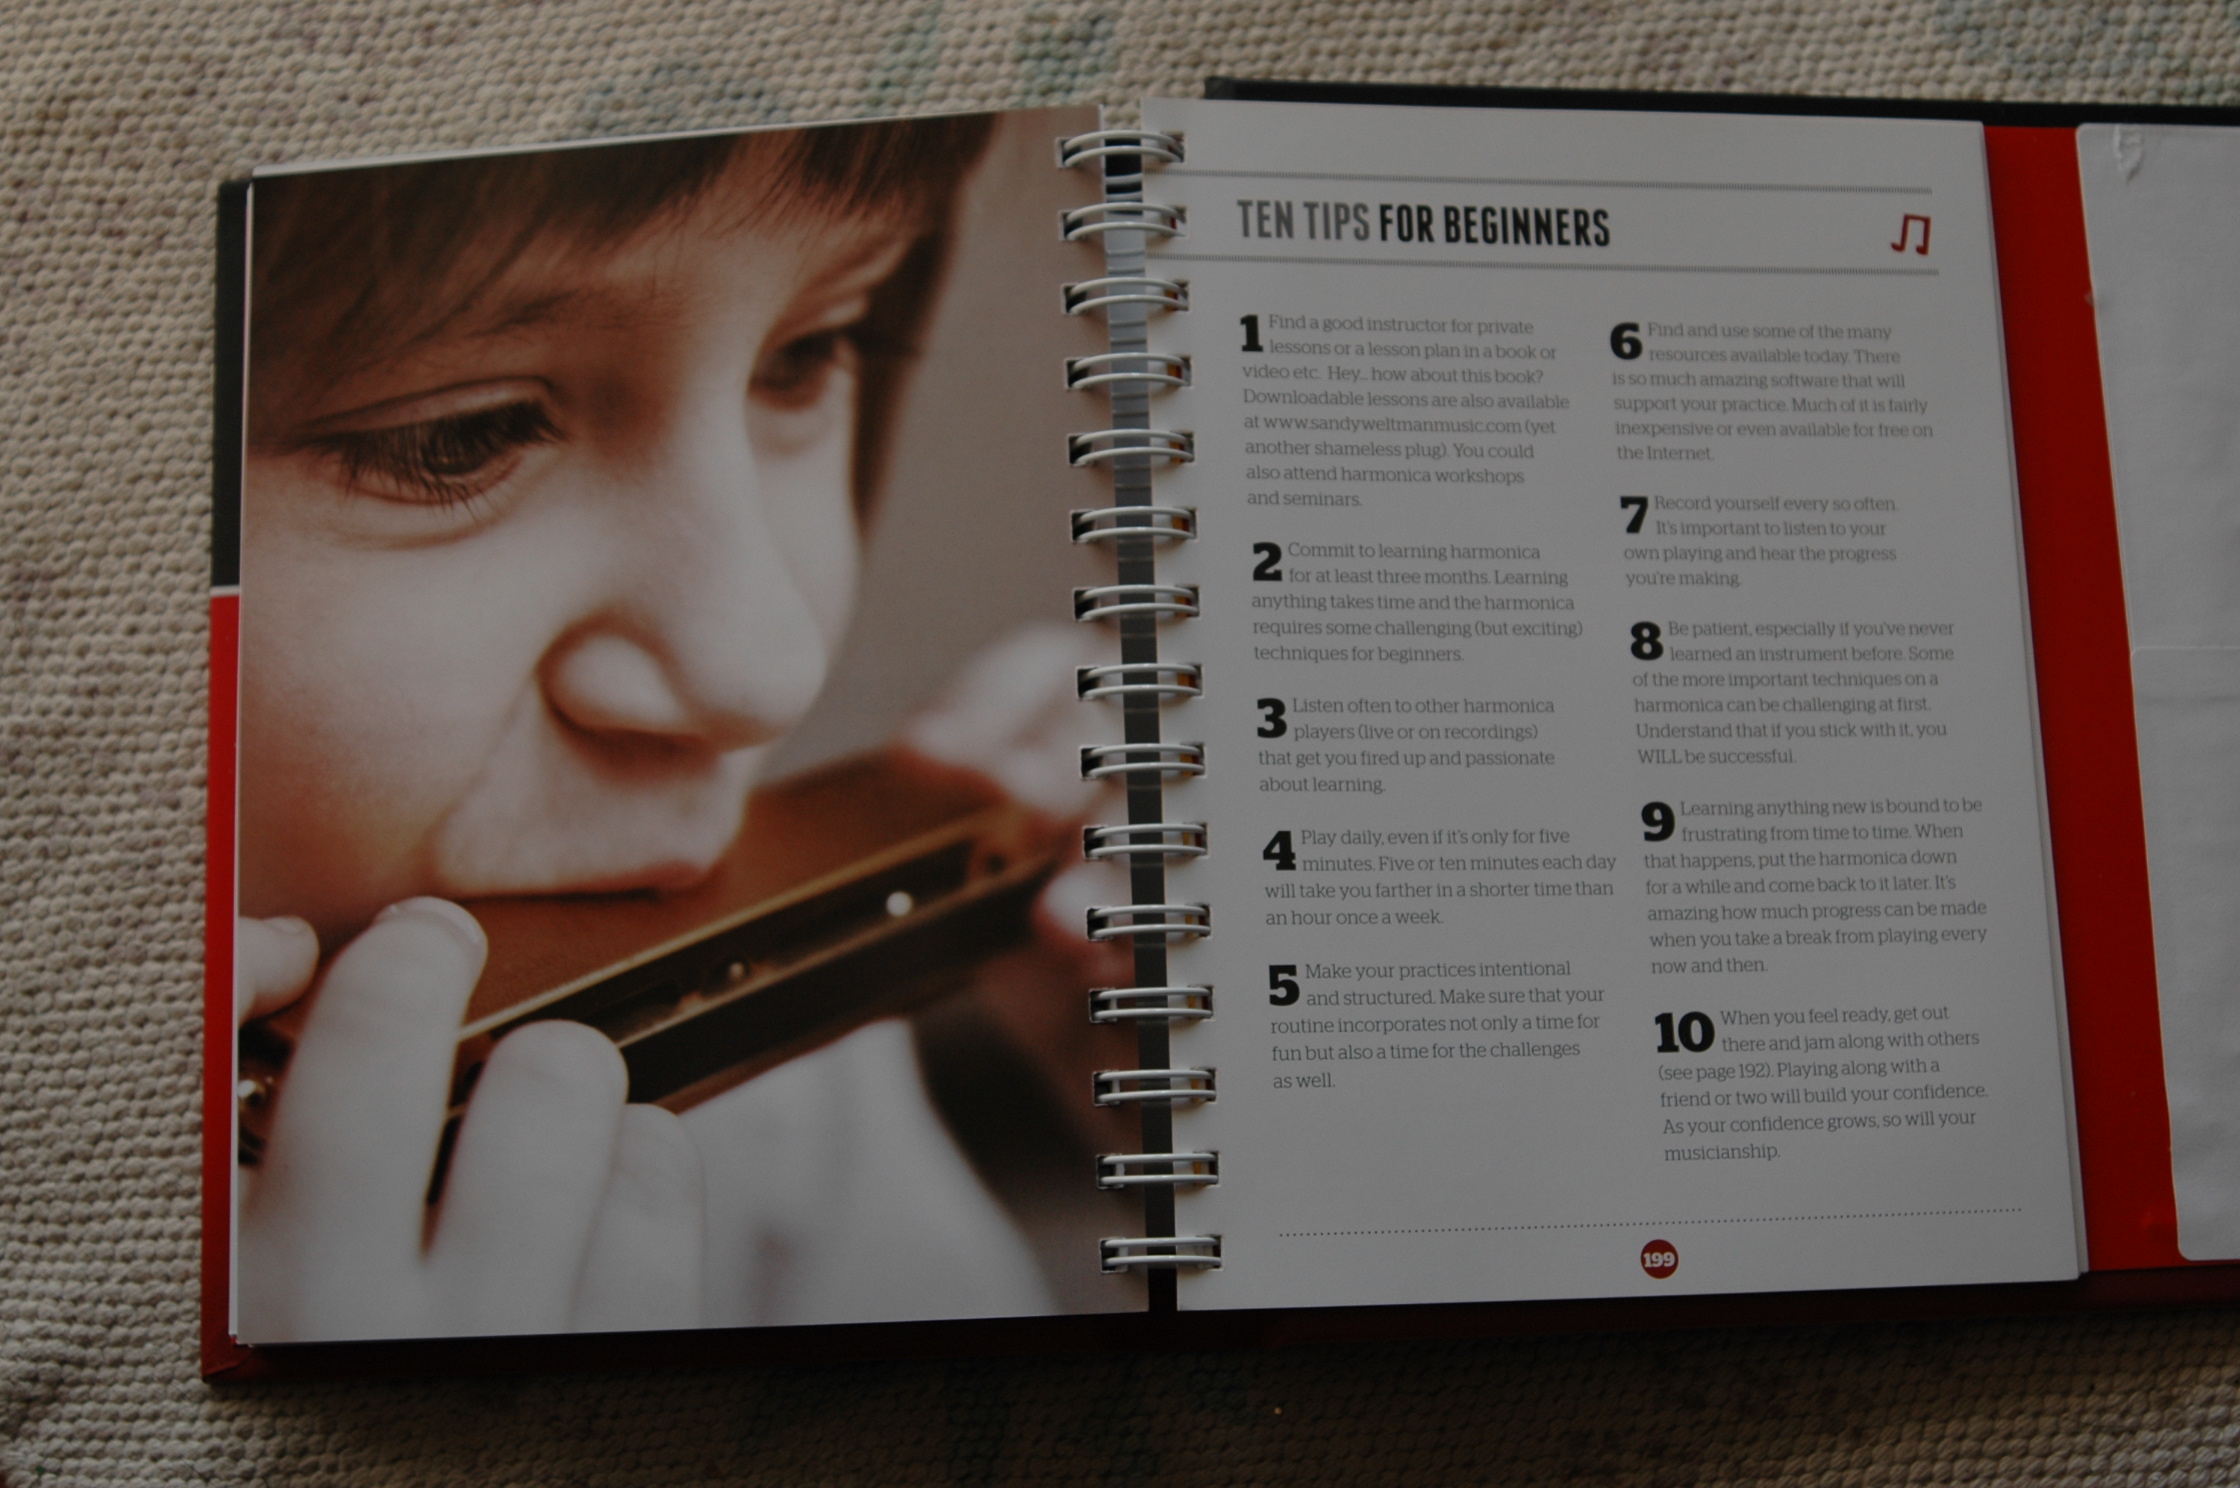 TEN TIPS FOR BEGINNERS
1 Find a good instructor for private
lessons or a lesson plan in a book or
video etc. Hey... how about this book?
Downloadable lessons are also available
at www.sandyweltmanmusic.com (yet
another shameless plug). You could
also attend harmonica workshops
and seminars.
2 Commit to learning harmonica
for at least three months. Learning
anything takes time and the harmonica
requires some challenging (but exciting)
techniques for beginners.
3 Listen often to other harmonica
players (live or on recordings)
that get you fired up and passionate
about learning.
4 Play daily, even if it's only for five
minutes. Five or ten minutes each day
will take you farther in a shorter time than
an hour once a week.
5 Make your practices intentional
and structured. Make sure that your
routine incorporates not only a time for
fun but also a time for the challenges
as well.
6 Find and use some of the many
resources available today. There
is so much amazing software that will
support your practice. Much of it is fairly
inexpensive or even available for free on
the Internet.
7 Record yourself every so often.
It's important to listen to your
own playing and hear the progress
you're making.
8 Be patient, especially if you've never
learned an instrument before. Some
of the more important techniques on a
harmonica can be challenging at first.
Understand that if you stick with it, you
WILL be successful.
9 Learning anything new is bound to be
frustrating from time to time. When
that happens, put the harmonica down
for a while and come back to it later. It's
amazing how much progress can be made
when you take a break from playing every
now and then.
10 When you feel ready, get out
there and jam along with others
(see page 192). Playing along with a
friend or two will build your confidence.
As your confidence grows, so will your
musicianship.
199